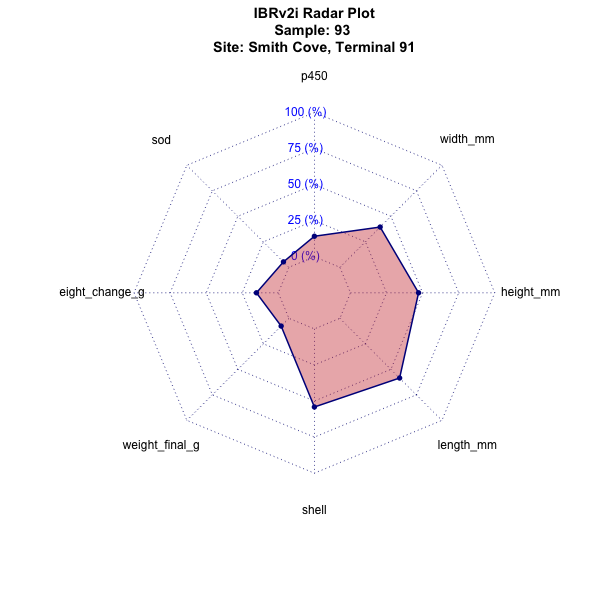 IBRv2i Radar Plot
Sample: 93
Site: Smith Cove, Terminal 91
p450
100 (%)
sod
width_mm
75 (%)
50 (%)
25 (%)
0 (%)
eight_change_g
height_mm
weight_final_g
length_mm
shell